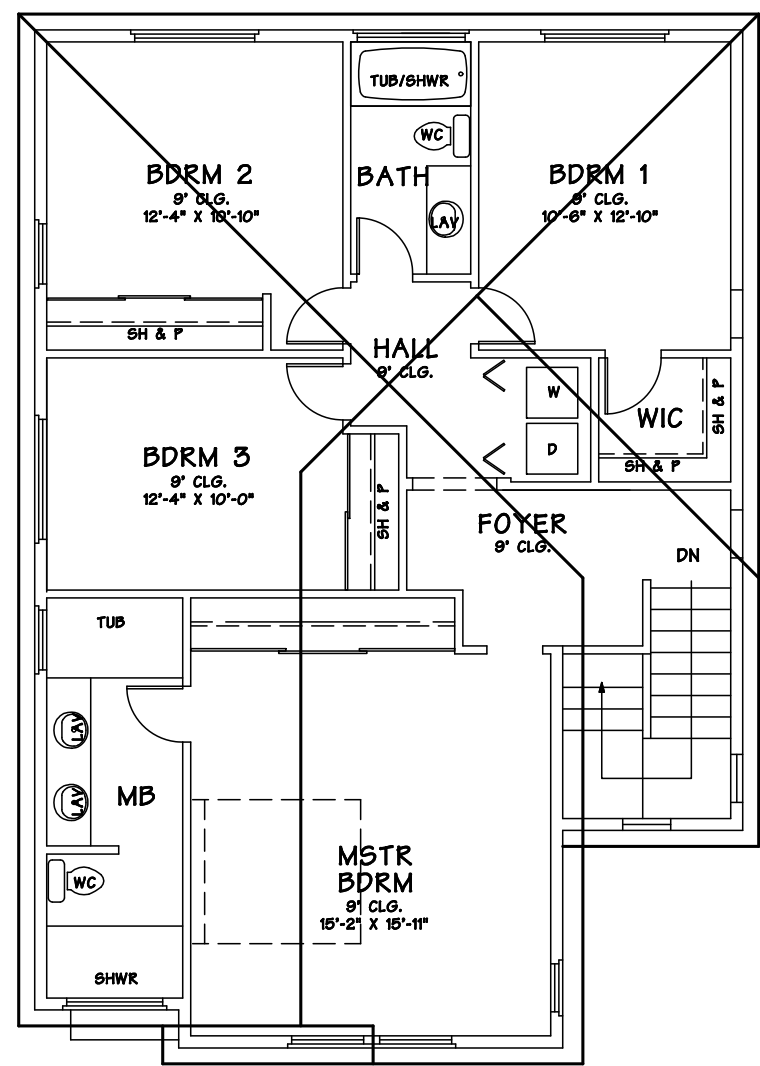 TUB/SHWR
WC
BDRM 2
9' CLG.
12'-4" X 10'-10"
BATH
LAV
BDRM 1
9' CLG.
10'-6" X 12'-10"
SH & P
HALL
9' CLG.
W
D
WIC
SH & P
SH & P
BDRM 3
9' CLG.
12'-4" X 10'-0"
SH & P
FOYER
9' CLG.
DN
TUB
LAV
LAV
MB
WC
MSTR
BDRM
9' CLG.
15'-2" X 15'-11"
SHWR